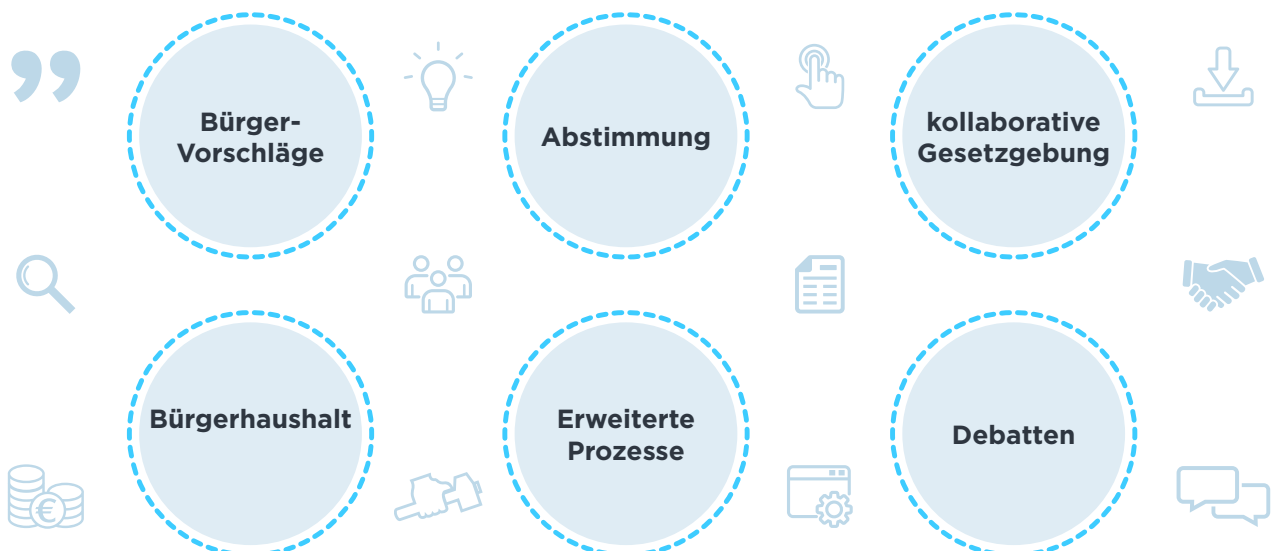 Bürger-
Vorschläge
Abstimmung
kollaborative
Gesetzgebung
Bürgerhaushalt
Erweiterte
Prozesse
Debatten